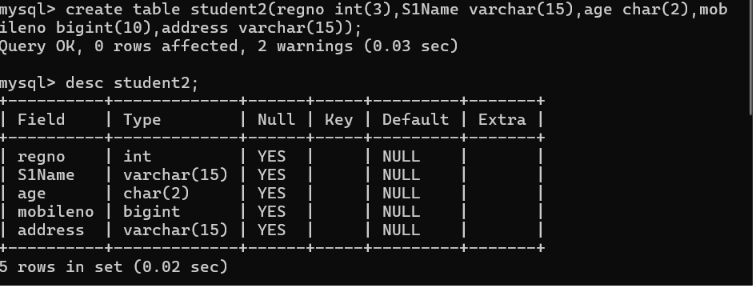 mysql> create table student2(regno int(3),S1Name varchar(15),age char(2),mob
ileno bigint(10),address varchar(15));
Query OK, 0 rows affected, 2 warnings (0.03 sec)

mysql> desc student2;
+----------+-------------+------+-----+---------+-------+
| Field    | Type        | Null | Key | Default | Extra |
+----------+-------------+------+-----+---------+-------+
| regno    | int         | YES  |     | NULL    |       |
| S1Name   | varchar(15) | YES  |     | NULL    |       |
| age      | char(2)     | YES  |     | NULL    |       |
| mobileno | bigint      | YES  |     | NULL    |       |
| address  | varchar(15) | YES  |     | NULL    |       |
+----------+-------------+------+-----+---------+-------+
5 rows in set (0.02 sec)